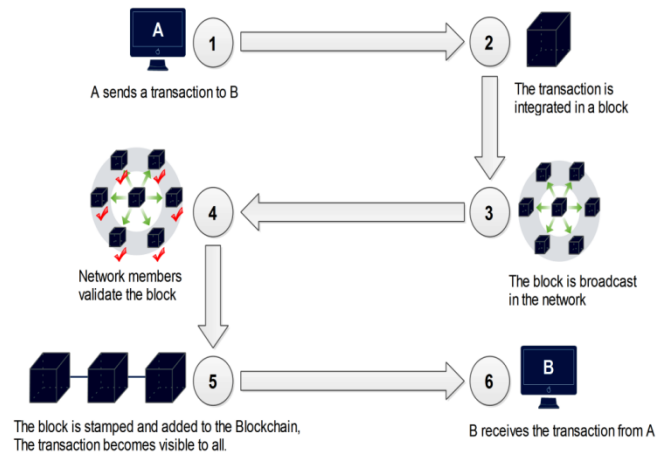 A
1
2
A sends a transaction to B
The transaction is
integrated in a block
4
3
Network members
validate the block
The block is broadcast
in the network
5
6
B
The block is stamped and added to the Blockchain,
The transaction becomes visible to all.
B receives the transaction from A